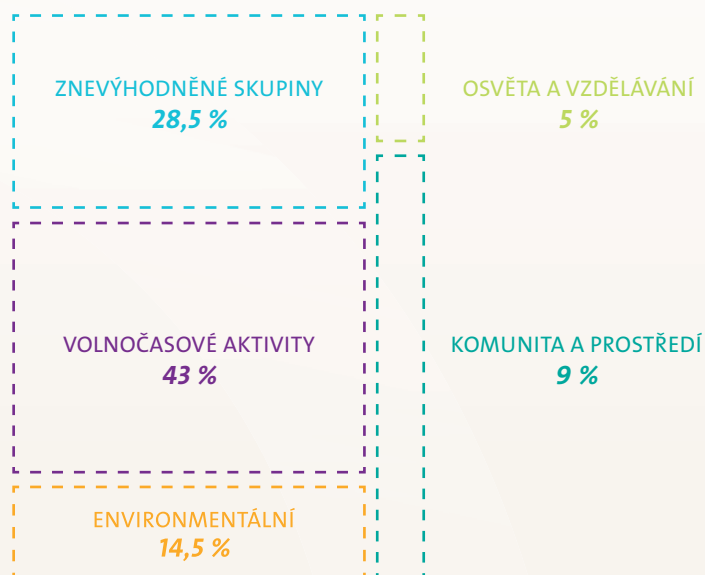 ZNEVÝHODNĚNÉ SKUPINY
28,5 %
OSVĚTA A VZDĚLÁVÁNÍ
5 %
VOLNOČASOVÉ AKTIVITY
43 %
KOMUNITA A PROSTŘEDÍ
9 %
ENVIRONMENTÁLNÍ
14,5 %